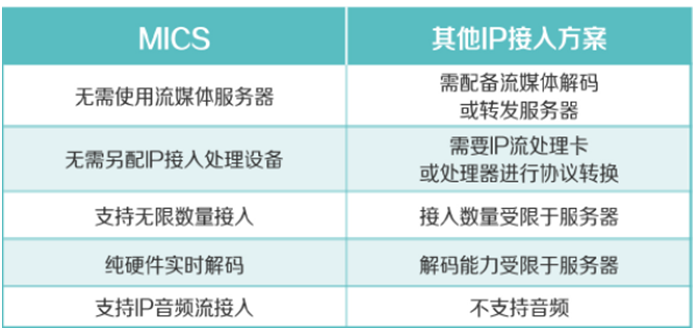 MICS
其他IP接入方案
无需使用流媒体服务器
需配备流媒体解码
或转发服务器
无需另配IP接入处理设备
需要IP流处理卡
或处理器进行协议转换
支持无限数量接入
接入数量受限于服务器
纯硬件实时解码
解码能力受限于服务器
支持IP音频流接入
不支持音频